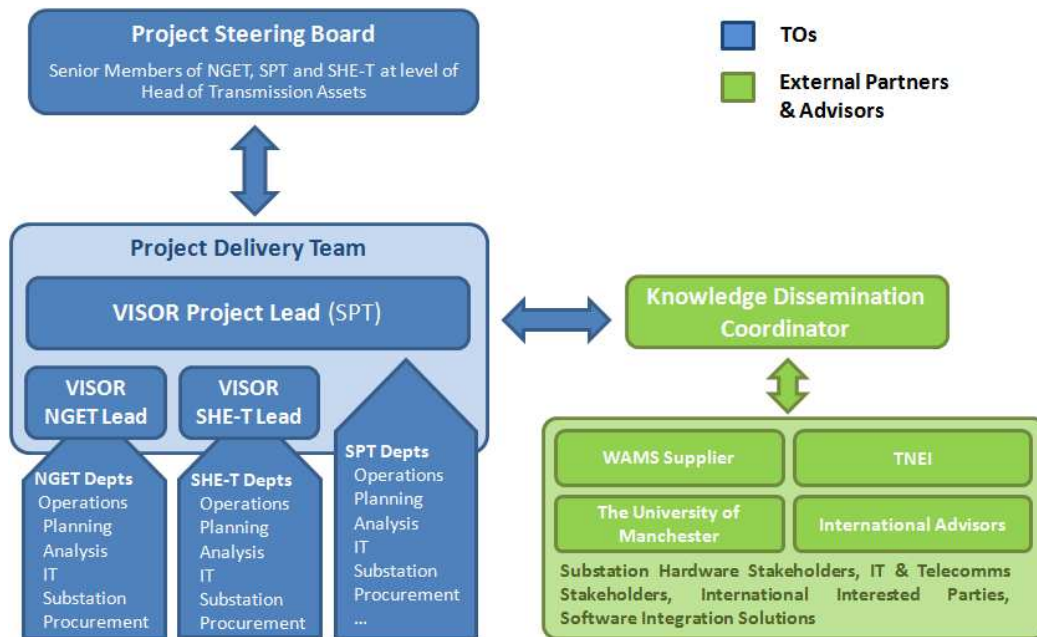 Project Steering Board
Senior Members of NGET, SPT and SHE-T at level of
Head of Transmission Assets
TOs
External Partners
& Advisors
Project Delivery Team
VISOR Project Lead (SPT)
VISOR
NGET Lead
VISOR
SHE-T Lead
NGET Depts
Operations
Planning
Analysis
IT
Substation
Procurement
SHE-T Depts
Operations
Planning
Analysis
IT
Substation
Procurement
SPT Depts
Operations
Planning
Analysis
IT
Substation
Procurement
...
Knowledge Dissemination
Coordinator
WAMS Supplier
TNEI
The University of
Manchester
International Advisors
Substation Hardware Stakeholders, IT & Telecomms
Stakeholders, International Interested Parties,
Software Integration Solutions